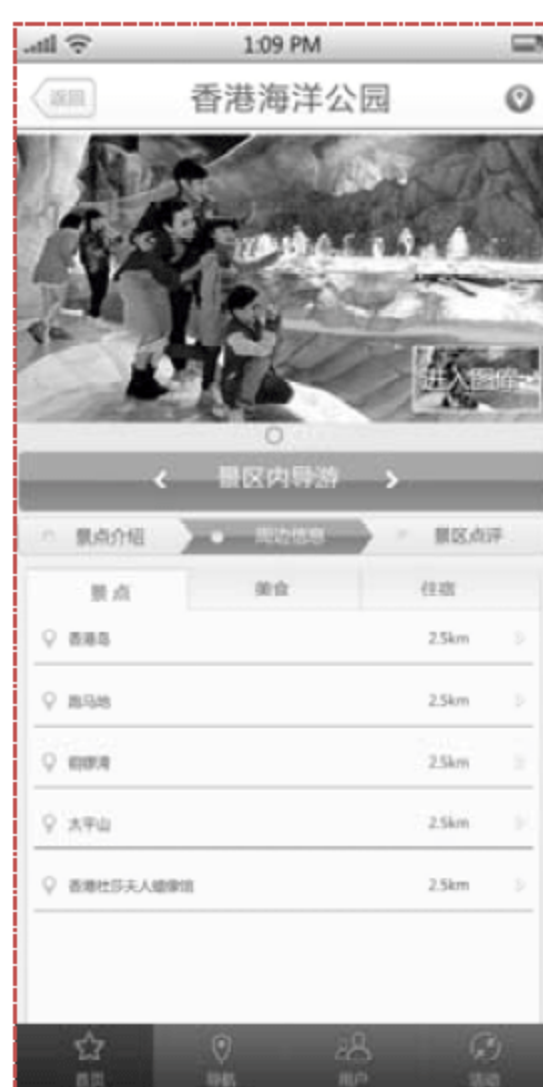 1:09 PM
返回 香港海洋公园
进入图库
景区内导游
景点介绍 周边信息 景区点评
景点 美食 住宿
香港岛 2.5km
跑马地 2.5km
铜锣湾 2.5km
太平山 2.5km
香港杜莎夫人蜡像馆 2.5km
首页 导航 用户